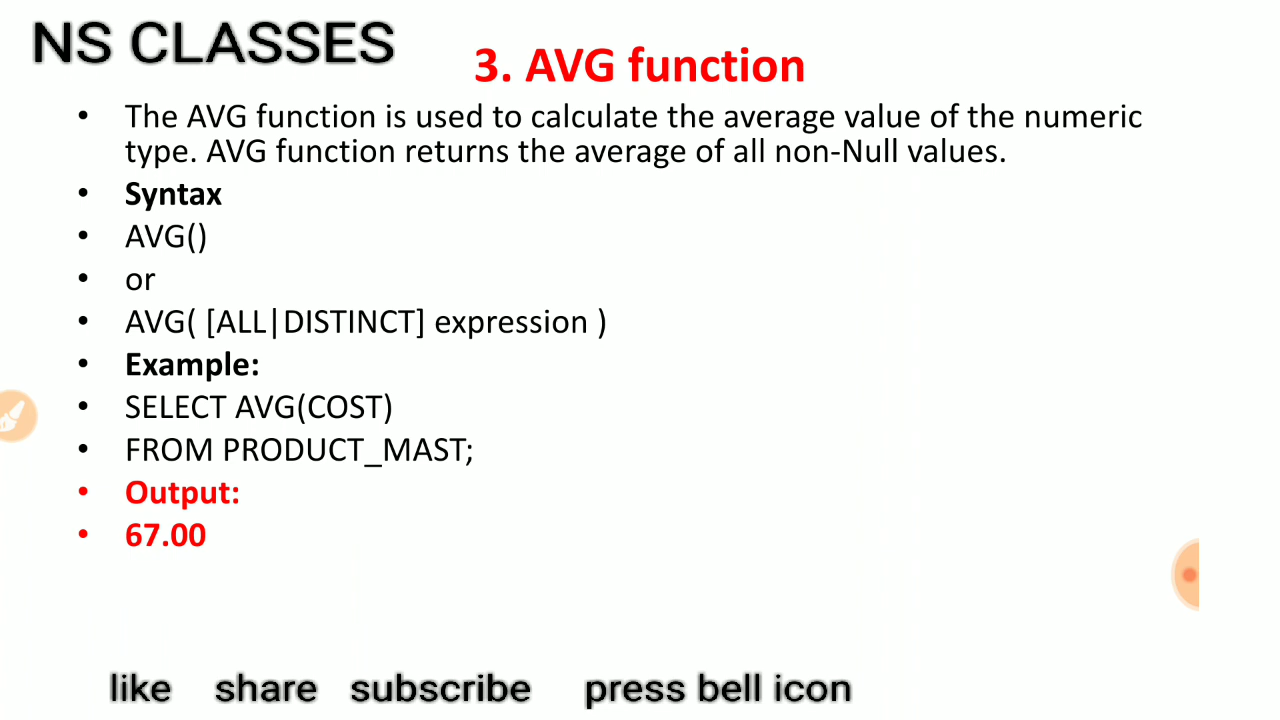 NS CLASSES
3. AVG function
• The AVG function is used to calculate the average value of the numeric
type. AVG function returns the average of all non-Null values.
• Syntax
• AVG()
• or
• AVG( [ALL|DISTINCT] expression )
• Example:
• SELECT AVG(COST)
• FROM PRODUCT_MAST;
• Output:
• 67.00
like share subscribe press bell icon